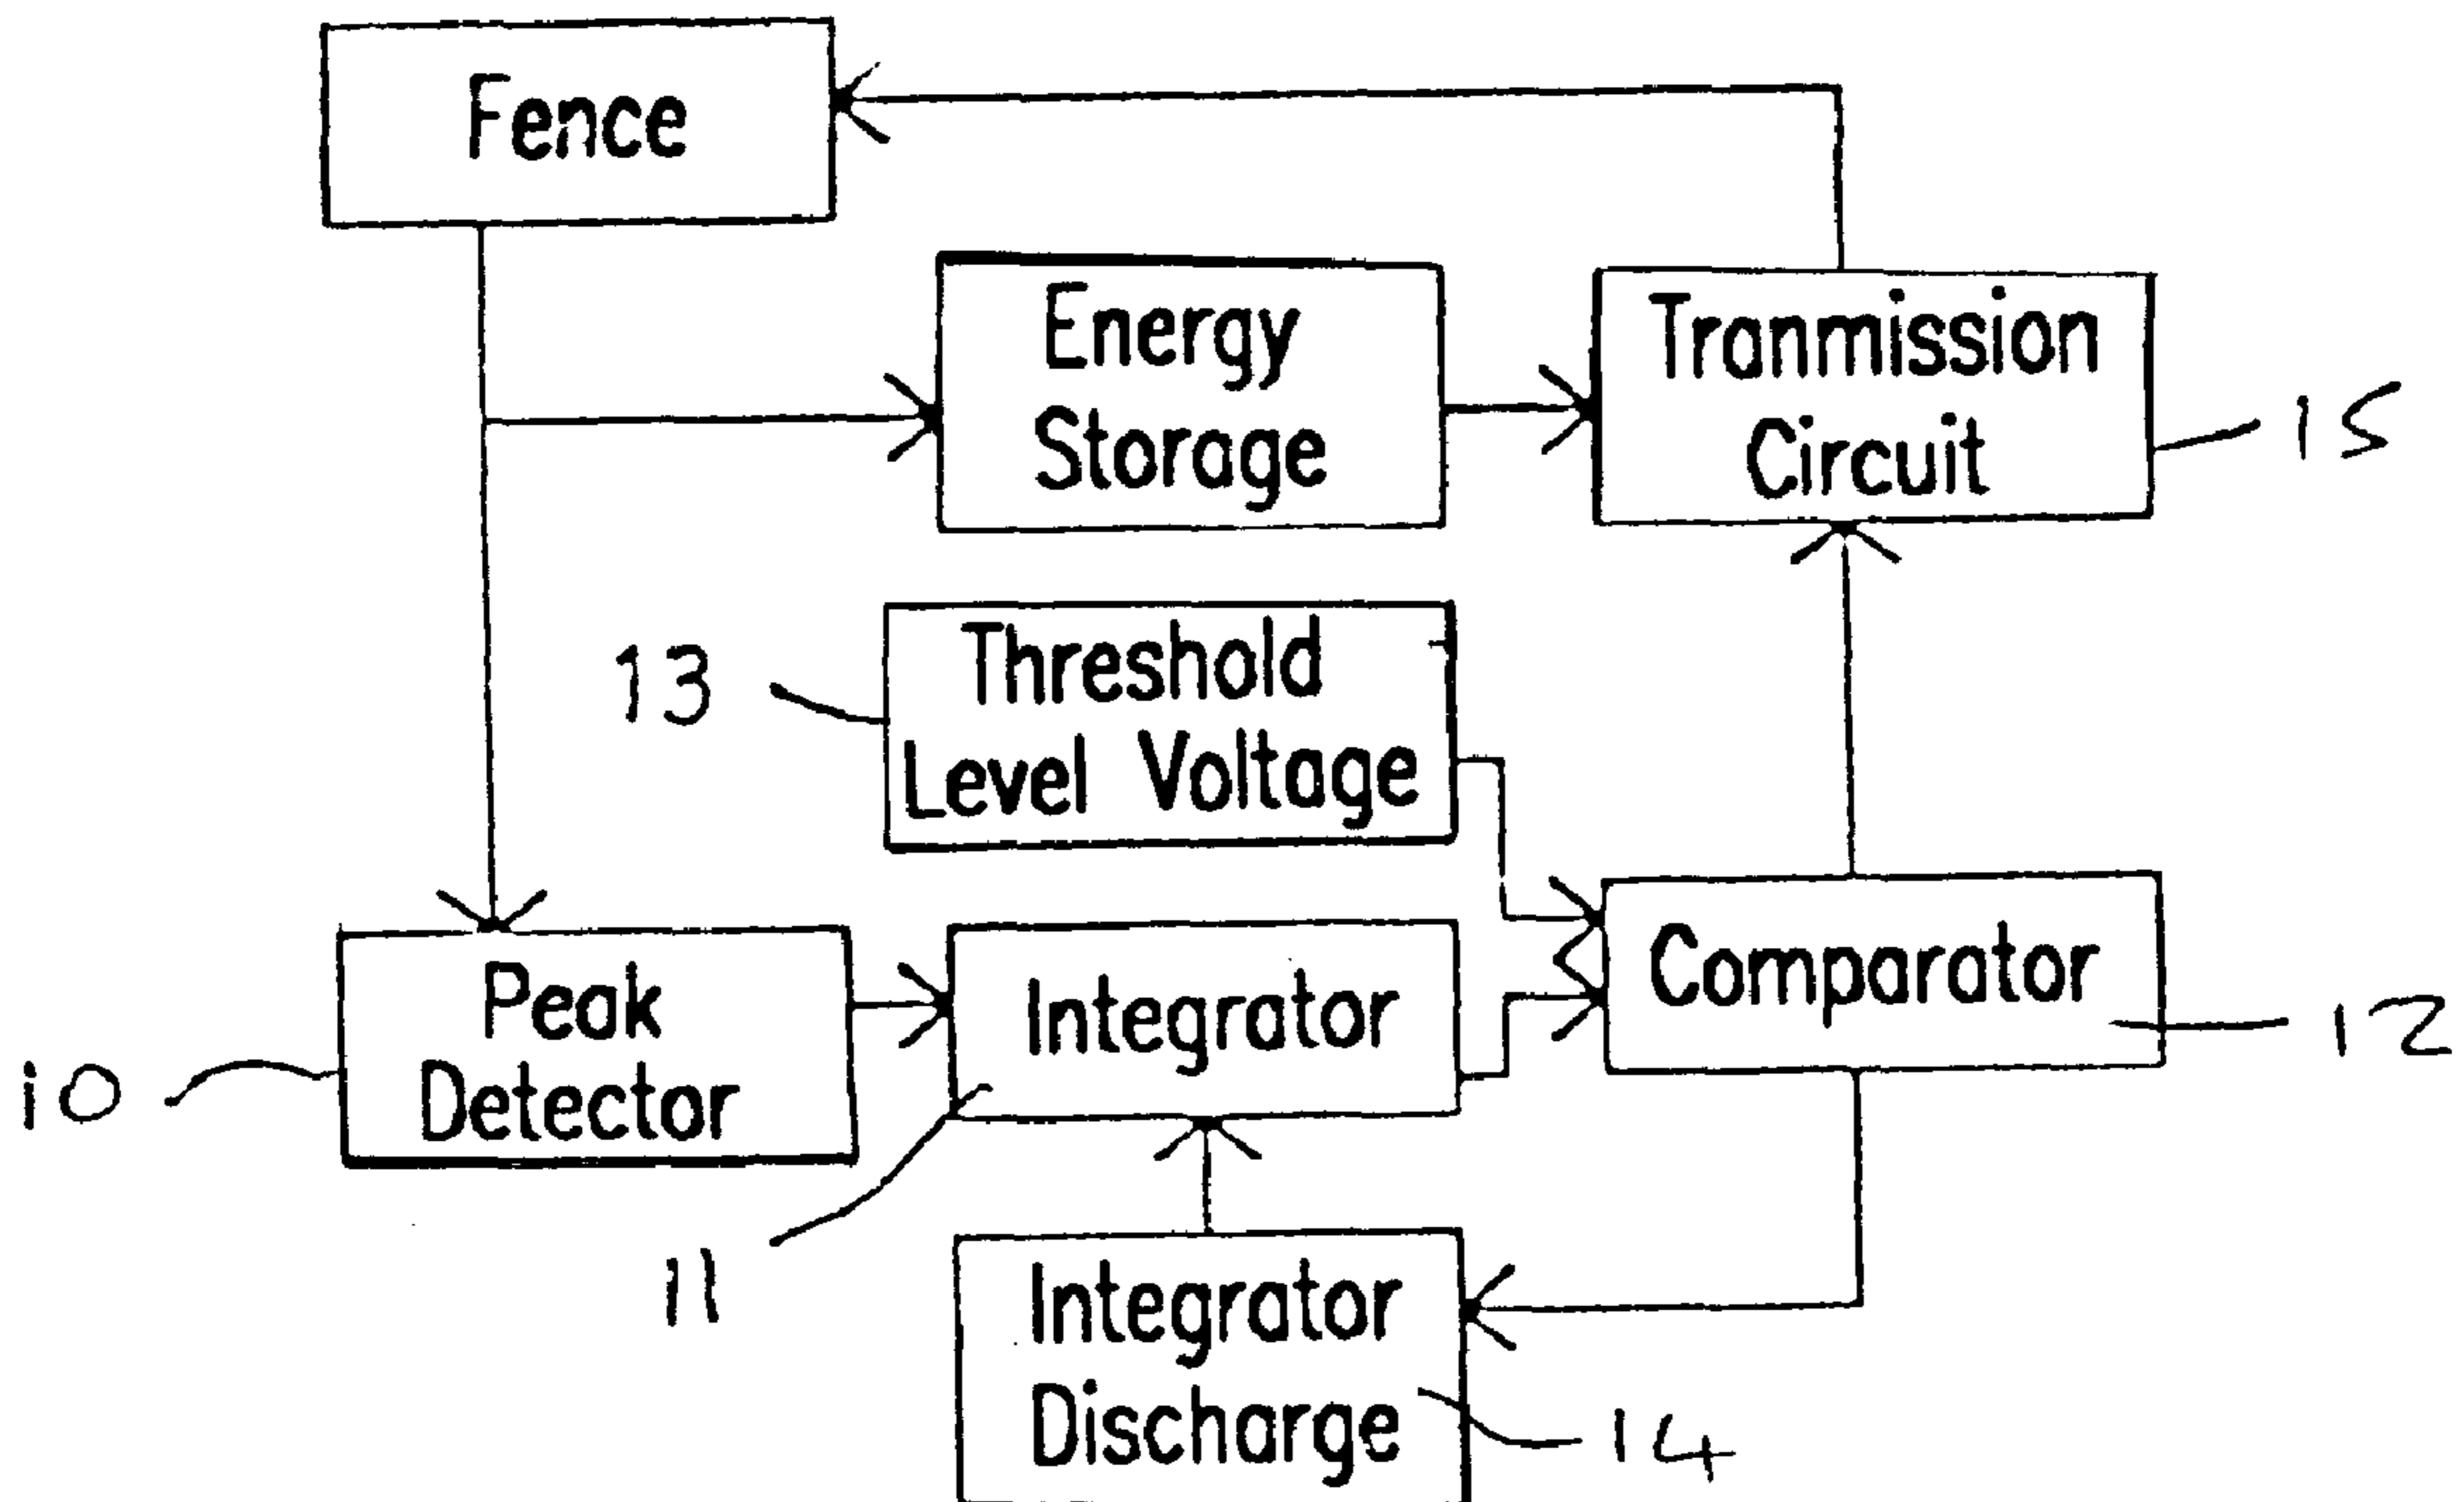 Fence
Energy
Storage
Tranmission
Circuit
15
13
Threshold
Level Voltage
Peak
Detector
10
Integrator
11
Comparator
12
Integrator
Discharge
14